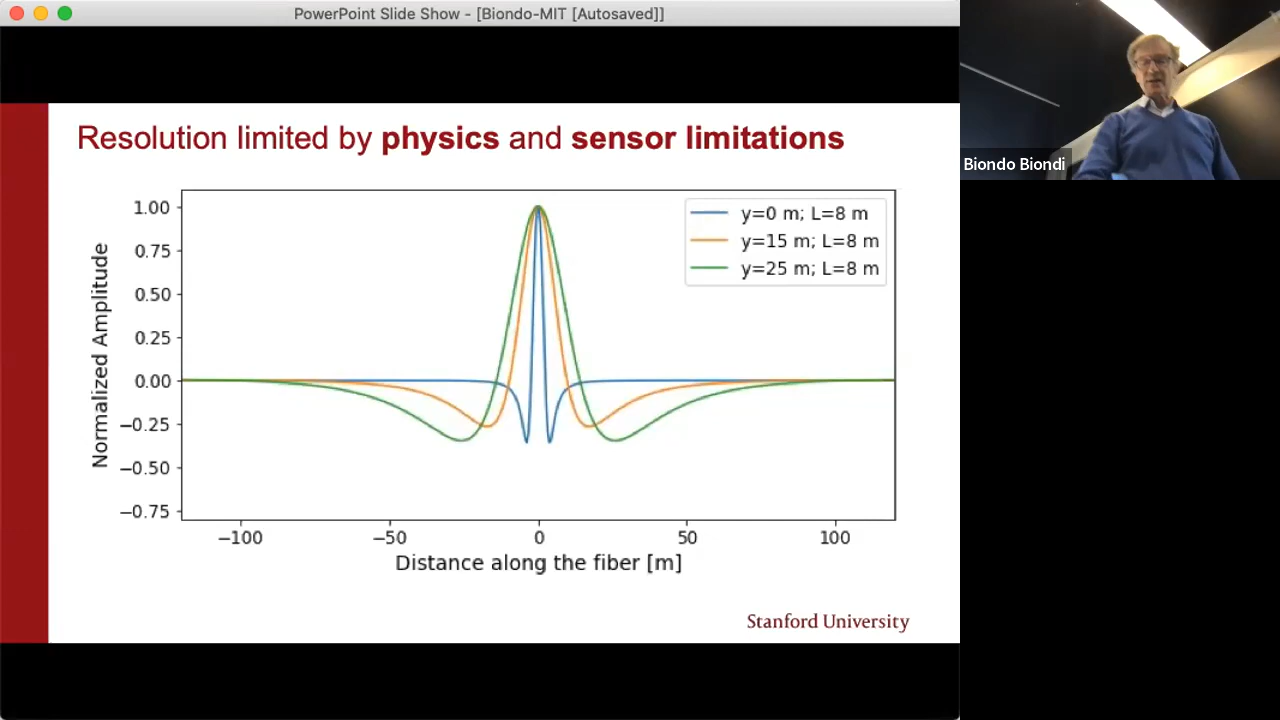 PowerPoint Slide Show - [Biondo-MIT [Autosaved]]
Resolution limited by physics and sensor limitations
Normalized Amplitude
1.00
0.75
0.50
0.25
0.00
−0.25
−0.50
−0.75
y=0 m; L=8 m
y=15 m; L=8 m
y=25 m; L=8 m
−100
−50
0
50
100
Distance along the fiber [m]
Stanford University
Biondo Biondi